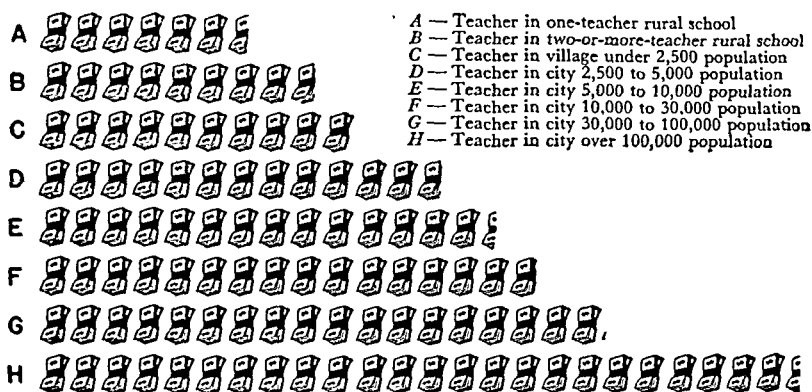 A — Teacher in one-teacher rural school
B — Teacher in two-or-more-teacher rural school
C — Teacher in village under 2,500 population
D — Teacher in city 2,500 to 5,000 population
E — Teacher in city 5,000 to 10,000 population
F — Teacher in city 10,000 to 30,000 population
G — Teacher in city 30,000 to 100,000 population
H — Teacher in city over 100,000 population
A
B
C
D
E
F
G
H